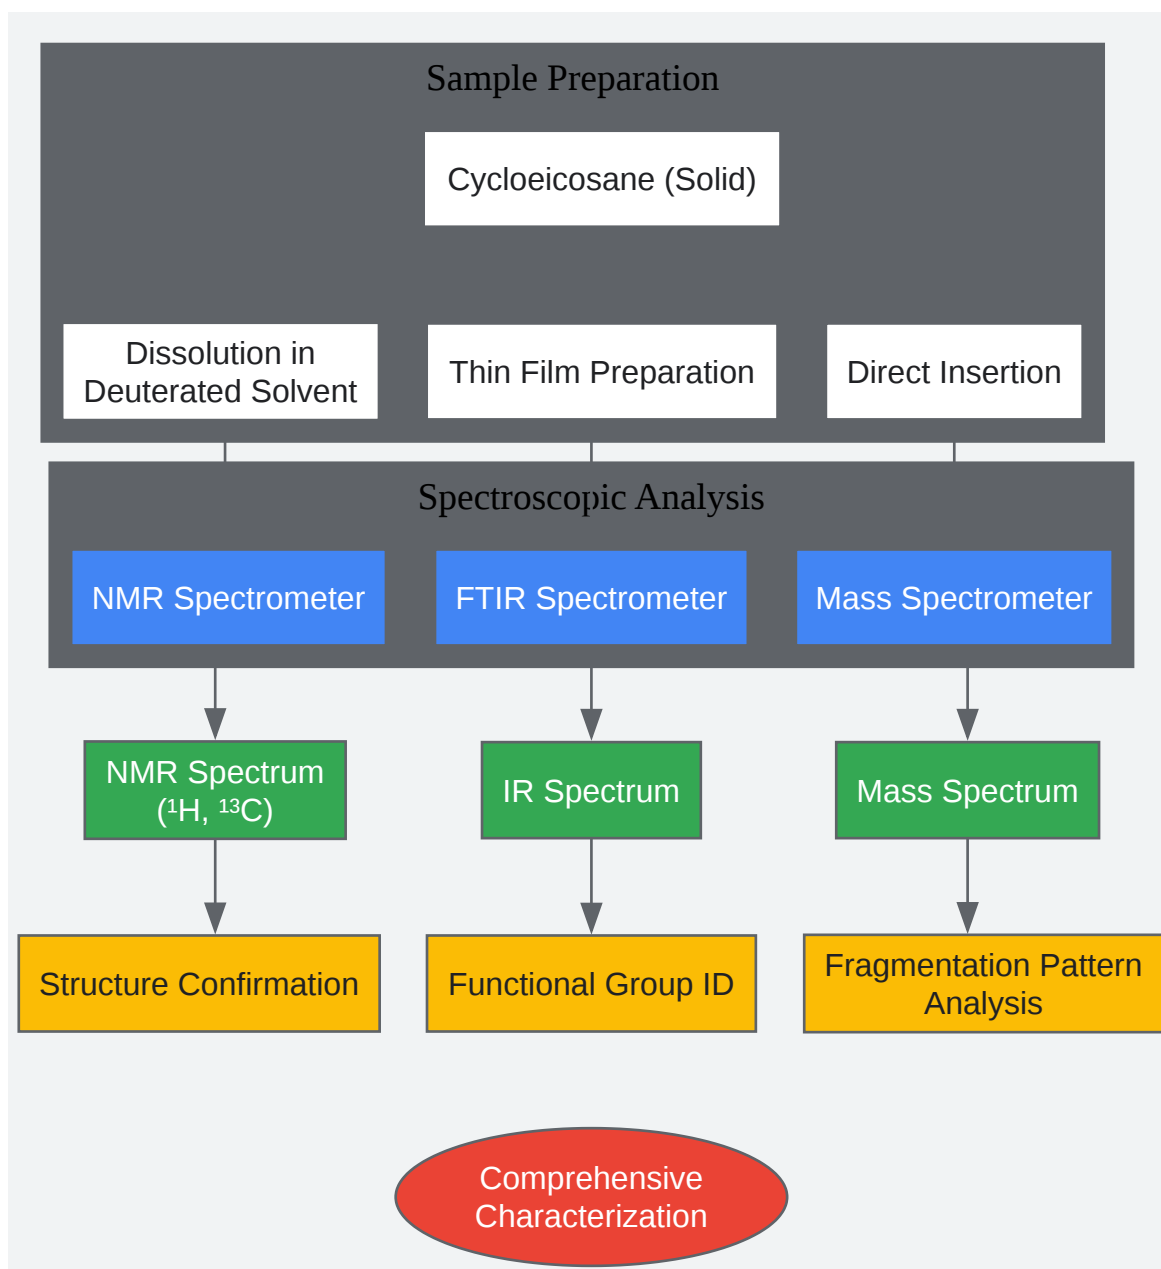 Sample Preparation
Cycloeicosane (Solid)
Dissolution in
Deuterated Solvent
Thin Film Preparation
Direct Insertion
Spectroscopic Analysis
NMR Spectrometer
FTIR Spectrometer
Mass Spectrometer
NMR Spectrum
(¹H, ¹³C)
IR Spectrum
Mass Spectrum
Structure Confirmation
Functional Group ID
Fragmentation Pattern
Analysis
Comprehensive
Characterization